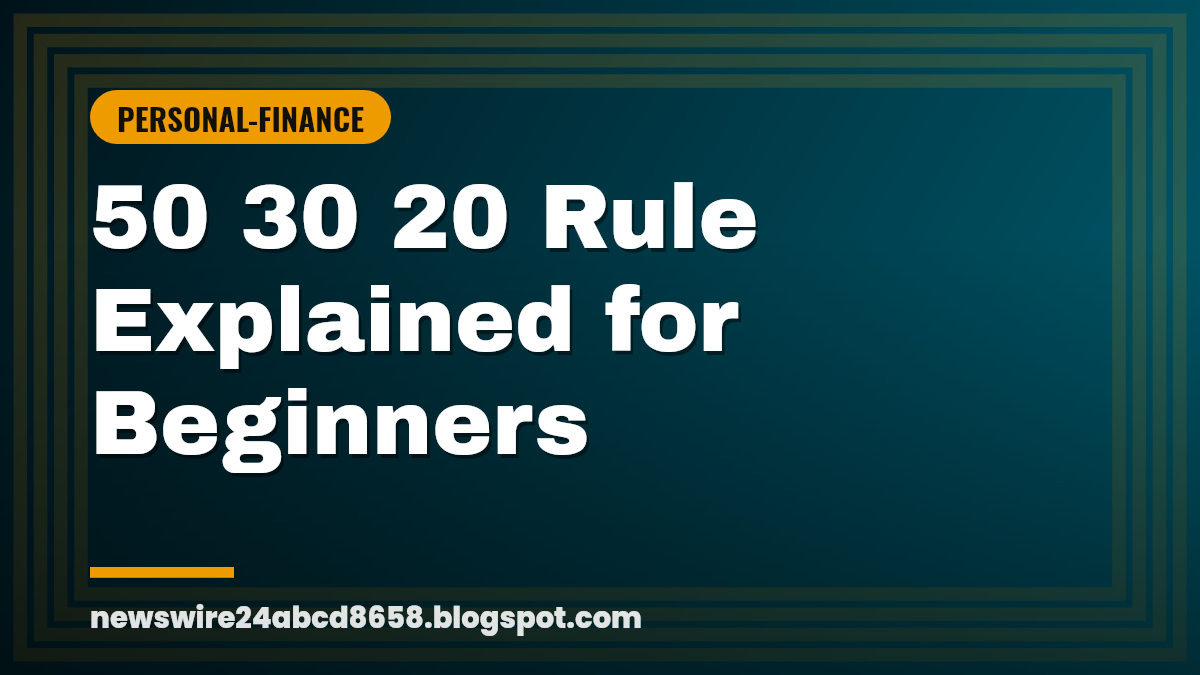 PERSONAL-FINANCE
50 30 20 Rule
Explained for
Beginners
newswire24abcd8658.blogspot.com